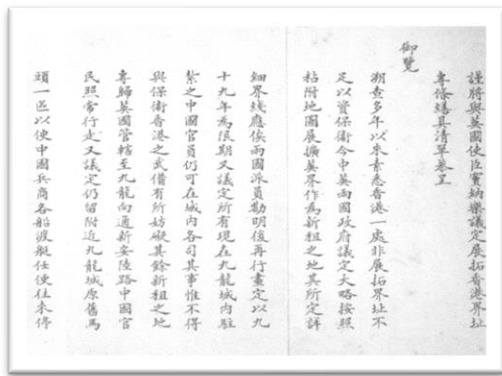 謹將與英國使臣竇納樂議定展拓香港界址
專條繕具清單恭呈
御覽
溯查多年以來素悉香港一處非展拓界址不
足以資保衛今中英兩國政府議定大略按照
粘附地圖展擴英界作為新租之地其所定詳
細界綫應俟兩國派員勘明後再行畫定以九
十九年為限期又議定所有現在九龍城內駐
紮之中國官員仍可在城內各司其事惟不得
與保衛香港之武備有所妨礙其餘新租之地
專歸英國管轄至九龍向通新安陸路中國官
民照常行走又議定仍留附近九龍城原舊馬
頭一區以便中國兵商各船渡艇任便往來停